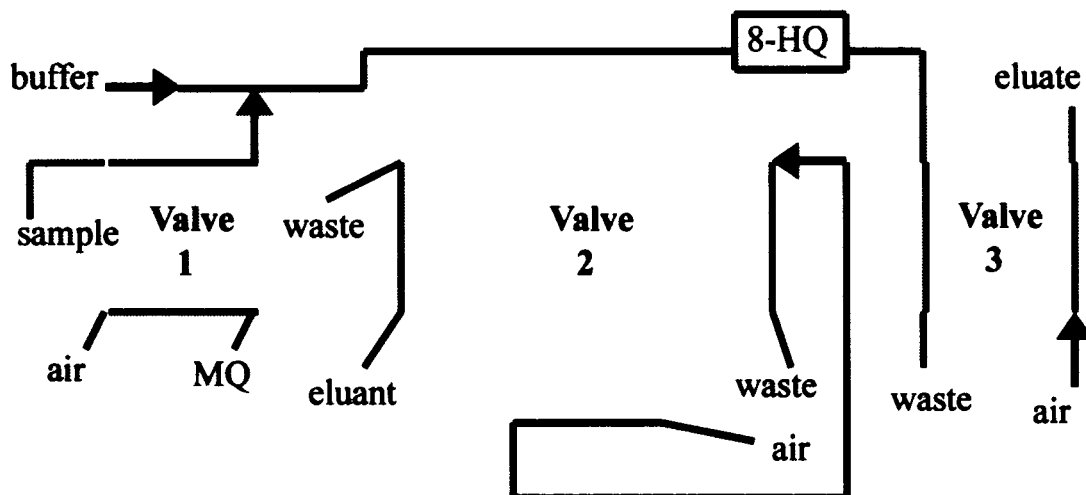 8-HQ
buffer
eluate
sample
Valve
1
waste
Valve
2
Valve
3
air
MQ
eluant
waste
waste
air
air